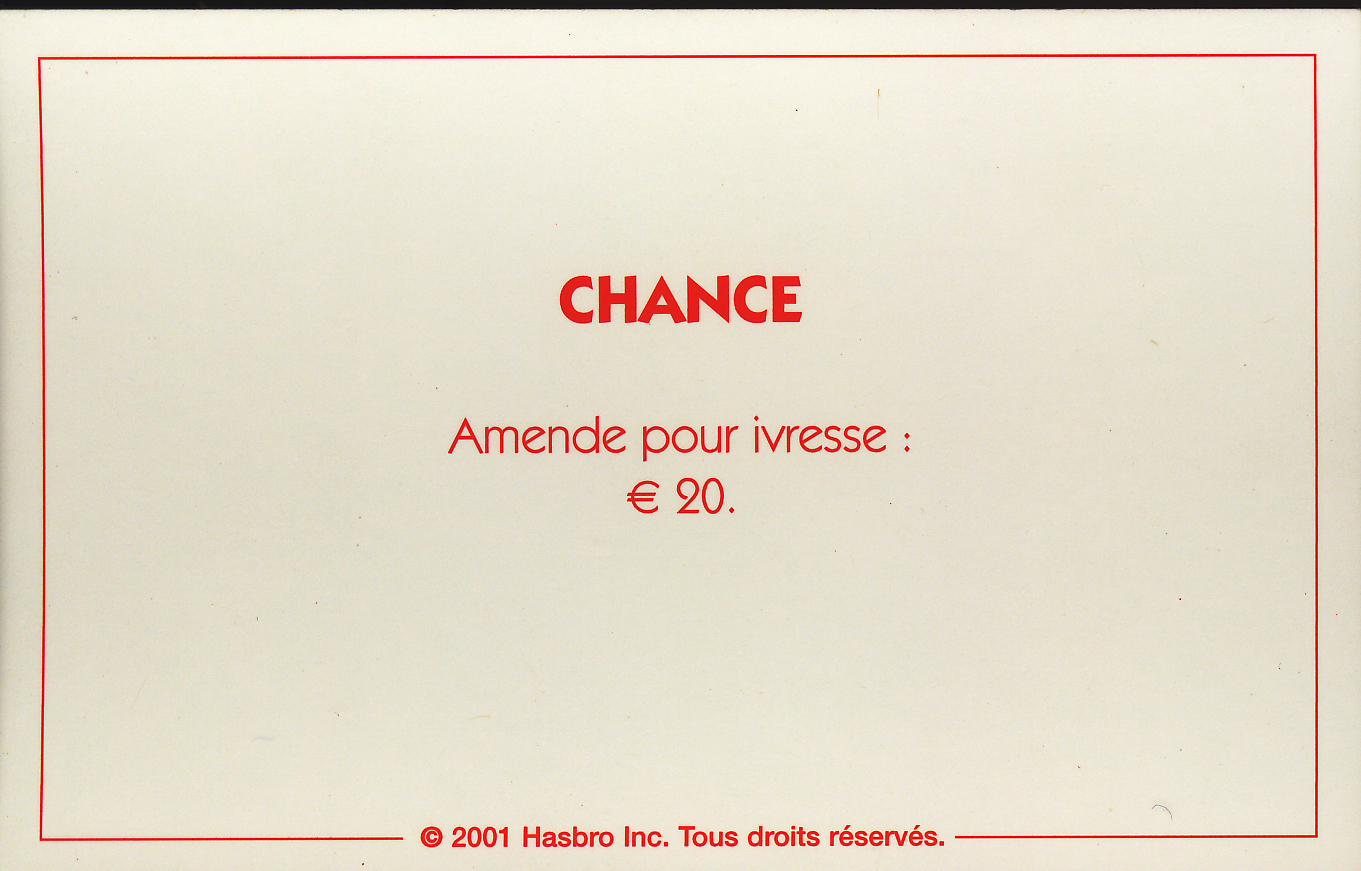 CHANCE
Amende pour ivresse :
€ 20.
© 2001 Hasbro Inc. Tous droits réservés.